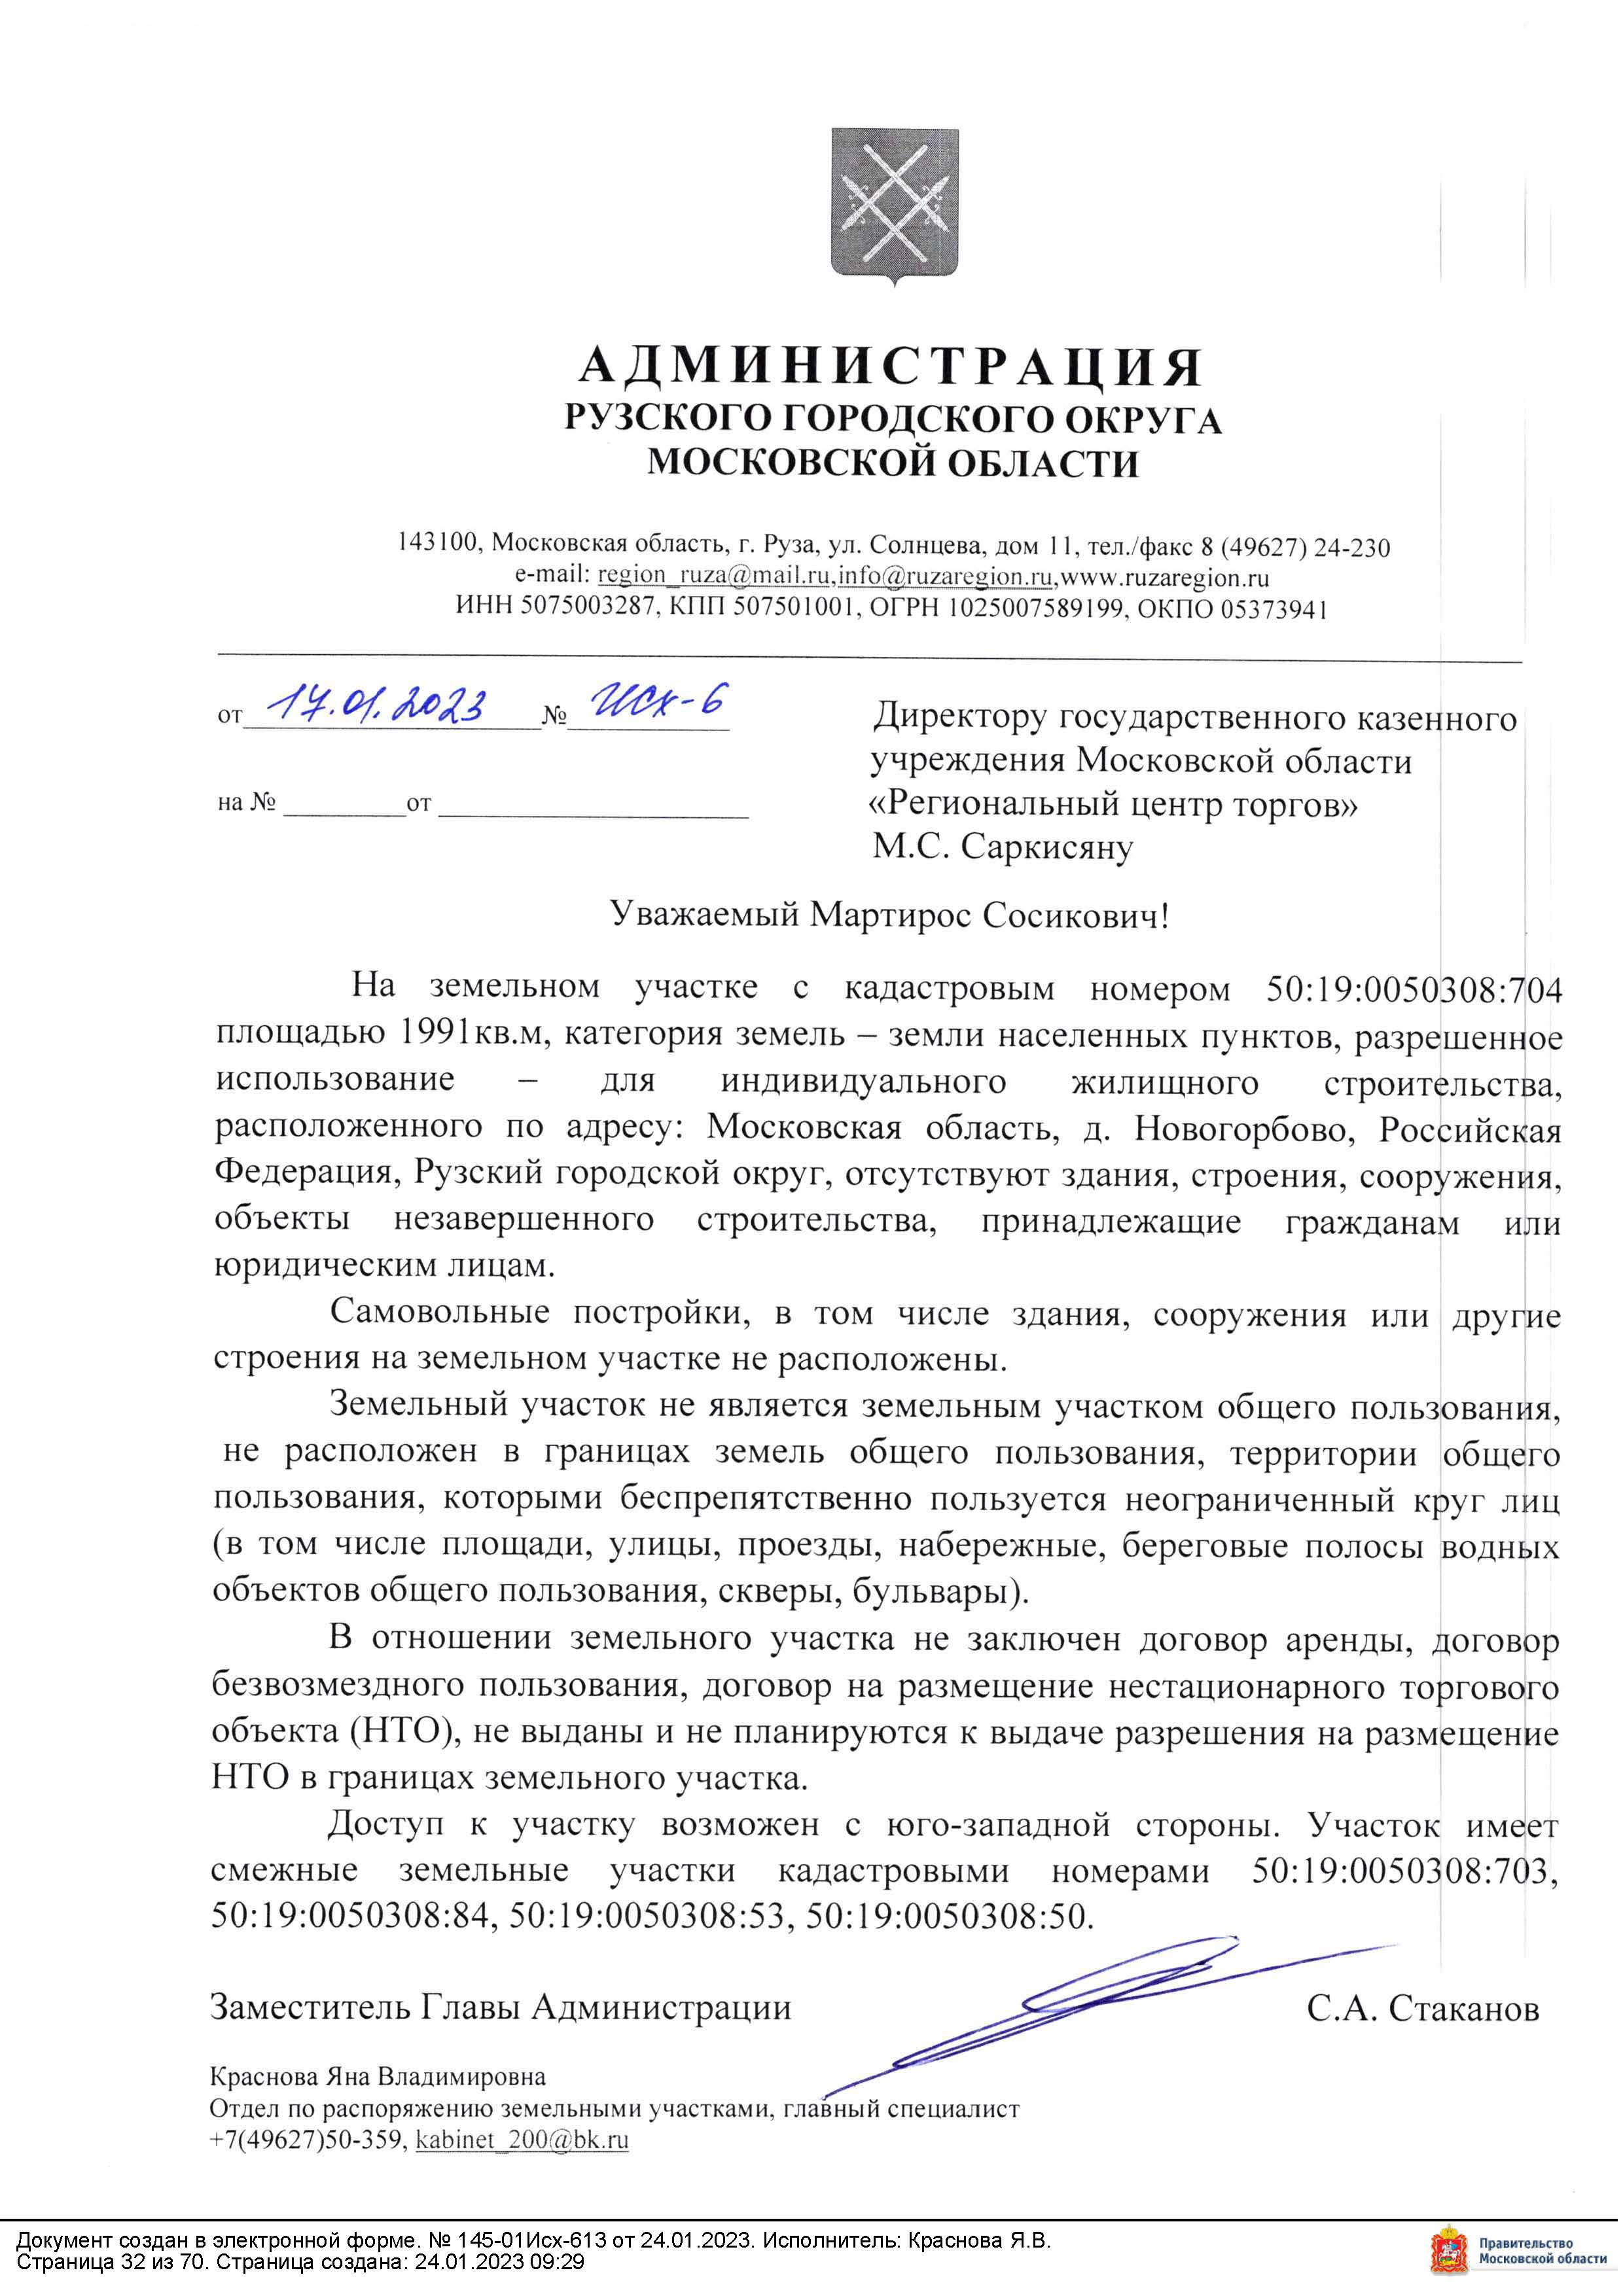 АДМИНИСТРАЦИЯ
РУЗСКОГО ГОРОДСКОГО ОКРУГА
МОСКОВСКОЙ ОБЛАСТИ
143100, Московская область, г. Руза, ул. Солнцева, дом 11, тел./факс 8 (49627) 24-230
e-mail: region_ruza@mail.ru,info@ruzaregion.ru,www.ruzaregion.ru
ИНН 5075003287, КПП 507501001, ОГРН 1025007589199, ОКПО 05373941
от 17.01.2023 № Исх-6
на № ________ от ____________________
Директору государственного казенного
учреждения Московской области
«Региональный центр торгов»
М.С. Саркисяну
Уважаемый Мартирос Сосикович!
На земельном участке с кадастровым номером 50:19:0050308:704
площадью 1991кв.м, категория земель – земли населенных пунктов, разрешенное
использование – для индивидуального жилищного строительства,
расположенного по адресу: Московская область, д. Новогорбово, Российская
Федерация, Рузский городской округ, отсутствуют здания, строения, сооружения,
объекты незавершенного строительства, принадлежащие гражданам или
юридическим лицам.
Самовольные постройки, в том числе здания, сооружения или другие
строения на земельном участке не расположены.
Земельный участок не является земельным участком общего пользования,
не расположен в границах земель общего пользования, территории общего
пользования, которыми беспрепятственно пользуется неограниченный круг лиц
(в том числе площади, улицы, проезды, набережные, береговые полосы водных
объектов общего пользования, скверы, бульвары).
В отношении земельного участка не заключен договор аренды, договор
безвозмездного пользования, договор на размещение нестационарного торгового
объекта (НТО), не выданы и не планируются к выдаче разрешения на размещение
НТО в границах земельного участка.
Доступ к участку возможен с юго-западной стороны. Участок имеет
смежные земельные участки кадастровыми номерами 50:19:0050308:703,
50:19:0050308:84, 50:19:0050308:53, 50:19:0050308:50.
Заместитель Главы Администрации С.А. Стаканов
Краснова Яна Владимировна
Отдел по распоряжению земельными участками, главный специалист
+7(49627)50-359, kabinet_200@bk.ru
Документ создан в электронной форме. № 145-01Исх-613 от 24.01.2023. Исполнитель: Краснова Я.В.
Страница 32 из 70. Страница создана: 24.01.2023 09:29
Правительство
Московской области